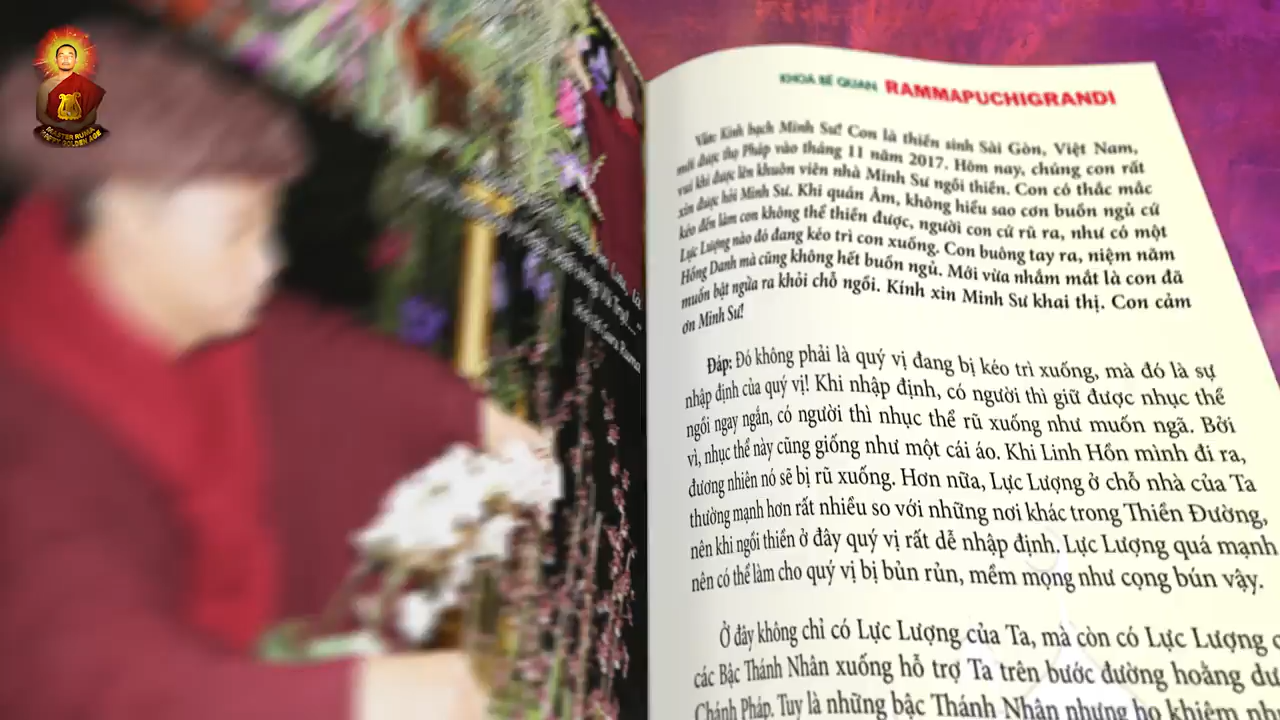 MASTER RUMA
HAPPY GOLDEN AGE
KHOÁ BẾ QUAN RAMMAPUCHIGRANDI
Vấn: Kính bạch Minh Sư! Con là thiền sinh Sài Gòn, Việt Nam,
mới được thọ Pháp vào tháng 11 năm 2017. Hôm nay, chúng con rất
vui khi được lên khuôn viên nhà Minh Sư ngồi thiền. Con có thắc mắc
xin được hỏi Minh Sư. Khi quán Âm, không hiểu sao cơn buồn ngủ cứ
kéo đến làm con không thể thiền được, người con cứ rũ ra, như có một
Lực Lượng nào đó đang kéo trì con xuống. Con buông tay ra, niệm năm
Hồng Danh mà cũng không hết buồn ngủ. Mới vừa nhắm mắt là con đã
muốn bật ngửa ra khỏi chỗ ngồi. Kính xin Minh Sư khai thị. Con cảm
ơn Minh Sư!
Đáp: Đó không phải là quý vị đang bị kéo trì xuống, mà đó là sự
nhập định của quý vị! Khi nhập định, có người thì giữ được nhục thể
ngồi ngay ngắn, có người thì nhục thể rũ xuống như muốn ngã. Bởi
vì, nhục thể này cũng giống như một cái áo. Khi Linh Hồn mình đi ra,
đương nhiên nó sẽ bị rũ xuống. Hơn nữa, Lực Lượng ở chỗ nhà của Ta
thường mạnh hơn rất nhiều so với những nơi khác trong Thiền Đường,
nên khi ngồi thiền ở đây quý vị rất dễ nhập định. Lực Lượng quá mạnh
nên có thể làm cho quý vị bị bủn rủn, mềm mọng như cọng bún vậy.
Ở đây không chỉ có Lực Lượng của Ta, mà còn có Lực Lượng
các Bậc Thánh Nhân xuống hỗ trợ Ta trên bước đường hoằng
Chánh Pháp. Tuy là những bậc Thánh Nhân nhưng họ khiêm